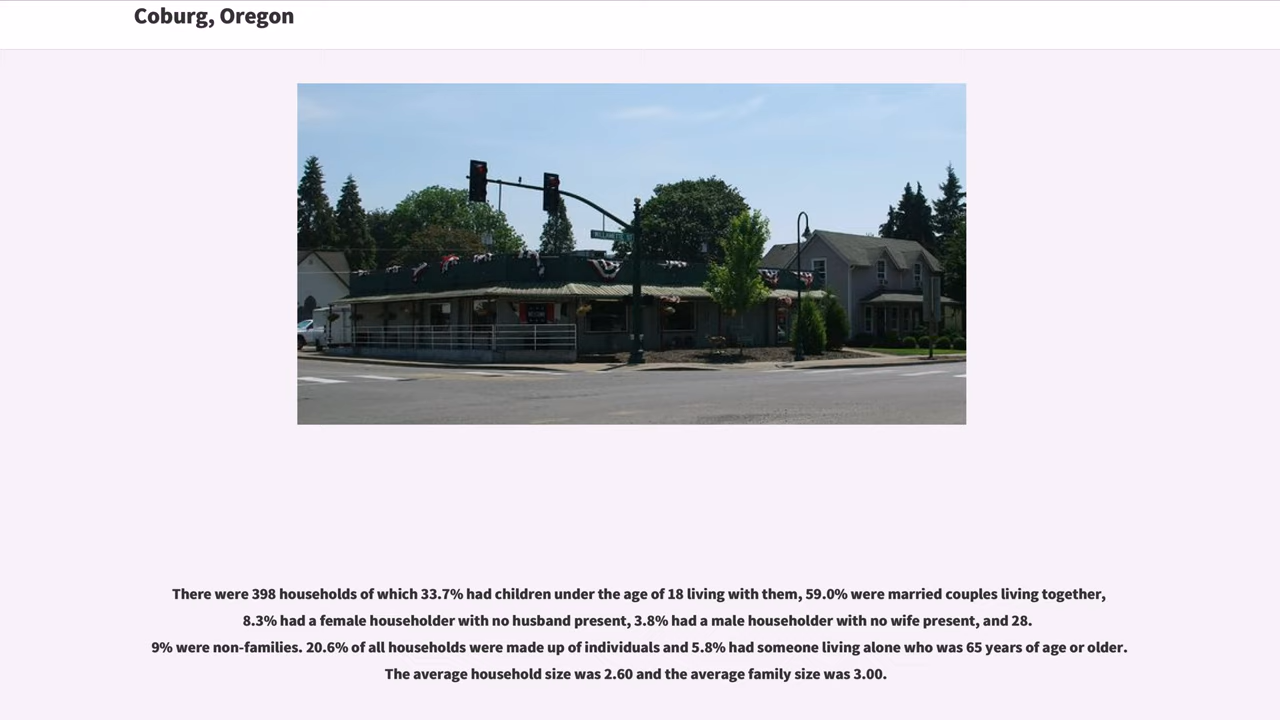 Coburg, Oregon
WILLAMETTE
There were 398 households of which 33.7% had children under the age of 18 living with them, 59.0% were married couples living together,
8.3% had a female householder with no husband present, 3.8% had a male householder with no wife present, and 28.
9% were non-families. 20.6% of all households were made up of individuals and 5.8% had someone living alone who was 65 years of age or older.
The average household size was 2.60 and the average family size was 3.00.